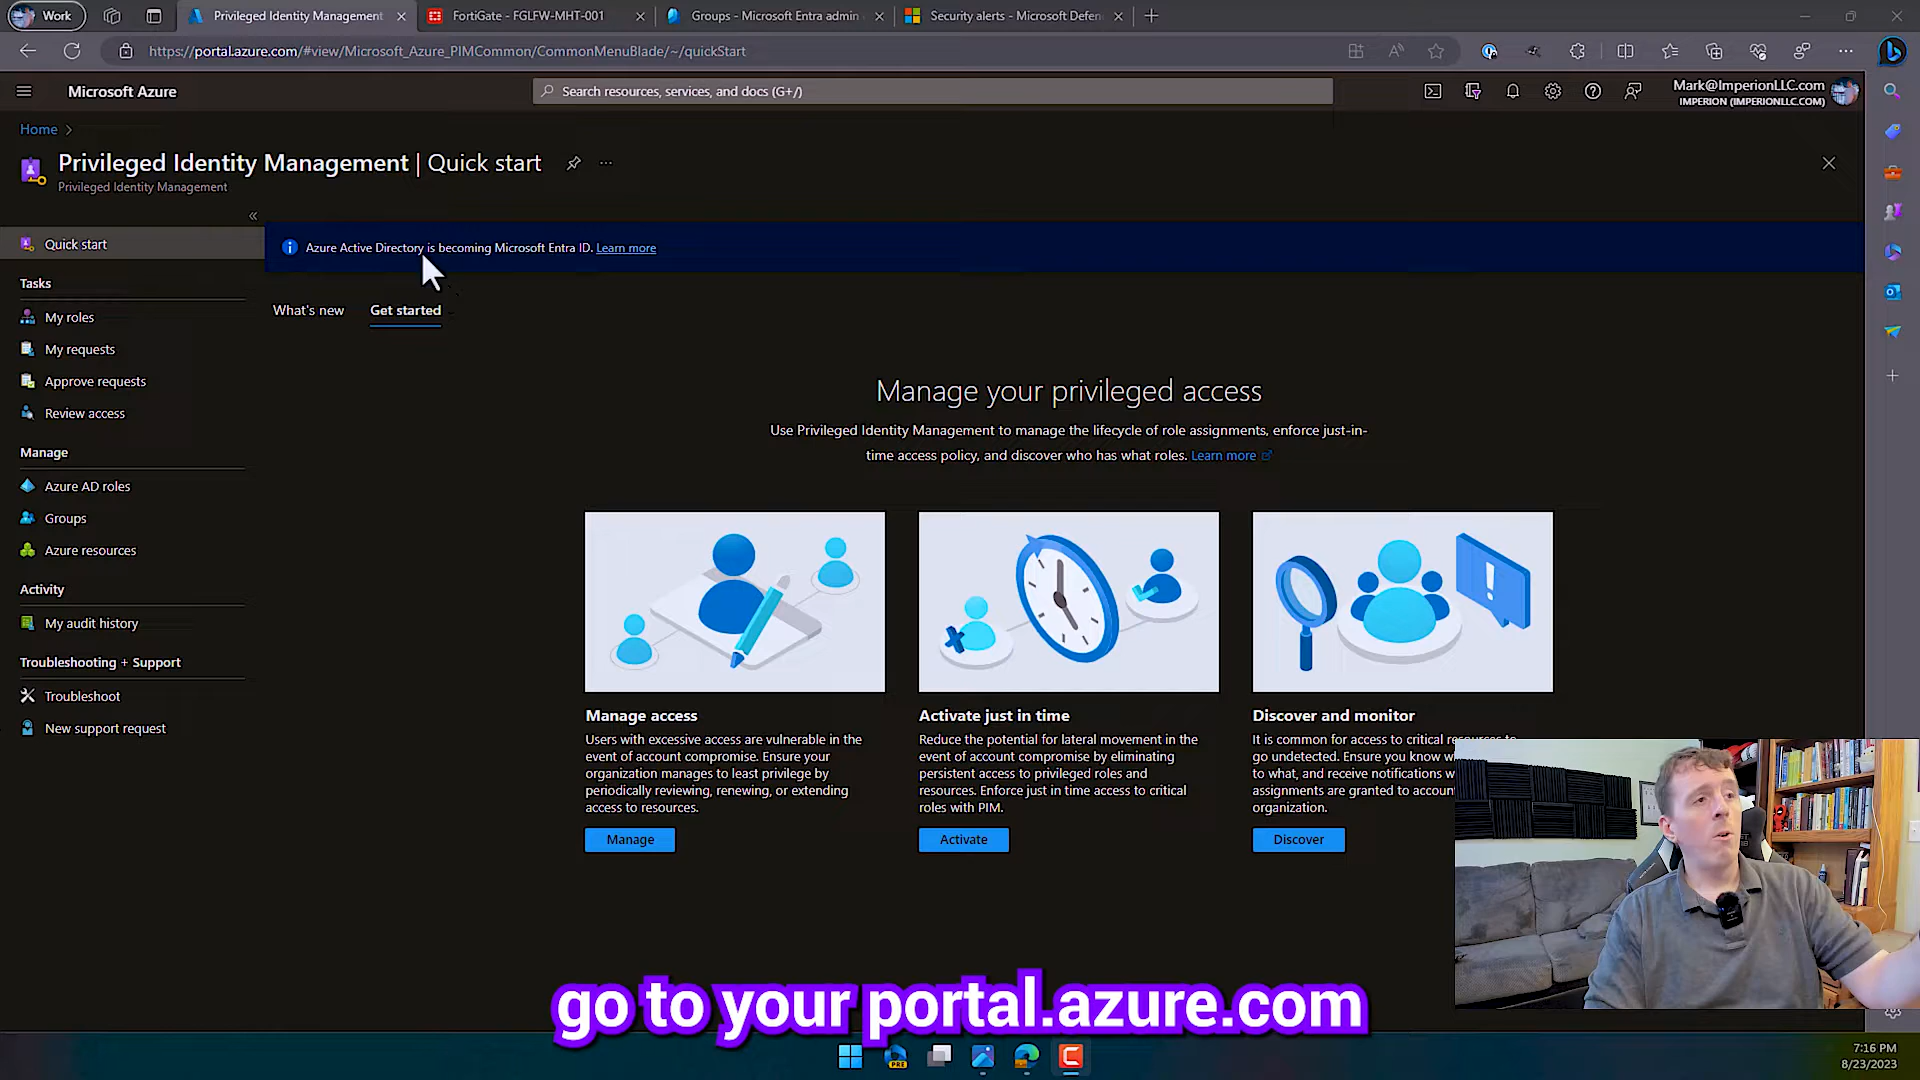 Work
Privileged Identity Management
FortiGate - FGLFW-MHT-001
Groups - Microsoft Entra admin
Security alerts - Microsoft Defen
https://portal.azure.com/#view/Microsoft_Azure_PIMCommon/CommonMenuBlade/~/quickStart
Microsoft Azure
Search resources, services, and docs (G+/)
Mark@ImperionLLC.com
IMPERION (IMPERIONLLC.COM)
Home
Privileged Identity Management | Quick start
Privileged Identity Management
Quick start
Tasks
My roles
My requests
Approve requests
Review access
Manage
Azure AD roles
Groups
Azure resources
Activity
My audit history
Troubleshooting + Support
Troubleshoot
New support request
Azure Active Directory is becoming Microsoft Entra ID. Learn more
What's new
Get started
Manage your privileged access
Use Privileged Identity Management to manage the lifecycle of role assignments, enforce just-in-
time access policy, and discover who has what roles. Learn more
Manage access
Users with excessive access are vulnerable in the
event of account compromise. Ensure your
organization manages to least privilege by
periodically reviewing, renewing, or extending
access to resources.
Manage
Activate just in time
Reduce the potential for lateral movement in the
event of account compromise by eliminating
persistent access to privileged roles and
resources. Enforce just in time access to critical
roles with PIM.
Activate
Discover and monitor
It is common for access to critical resources to
go undetected. Ensure you know w
to what, and receive notifications w
assignments are granted to accoun
organization.
Discover
go to your portal.azure.com
PRE
7:16 PM
8/23/2023